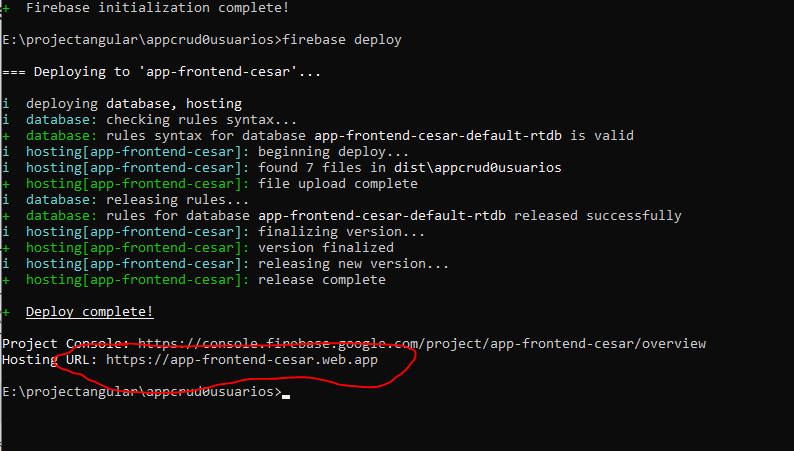 +  Firebase initialization complete!
E:\projectangular\appcrud0usuarios>firebase deploy
=== Deploying to 'app-frontend-cesar'...
i  deploying database, hosting
i  database: checking rules syntax...
+  database: rules syntax for database app-frontend-cesar-default-rtdb is valid
i  hosting[app-frontend-cesar]: beginning deploy...
i  hosting[app-frontend-cesar]: found 7 files in dist\appcrud0usuarios
+  hosting[app-frontend-cesar]: file upload complete
i  database: releasing rules...
+  database: rules for database app-frontend-cesar-default-rtdb released successfully
i  hosting[app-frontend-cesar]: finalizing version...
+  hosting[app-frontend-cesar]: version finalized
i  hosting[app-frontend-cesar]: releasing new version...
+  hosting[app-frontend-cesar]: release complete
+  Deploy complete!
Project Console: https://console.firebase.google.com/project/app-frontend-cesar/overview
Hosting URL: https://app-frontend-cesar.web.app
E:\projectangular\appcrud0usuarios>